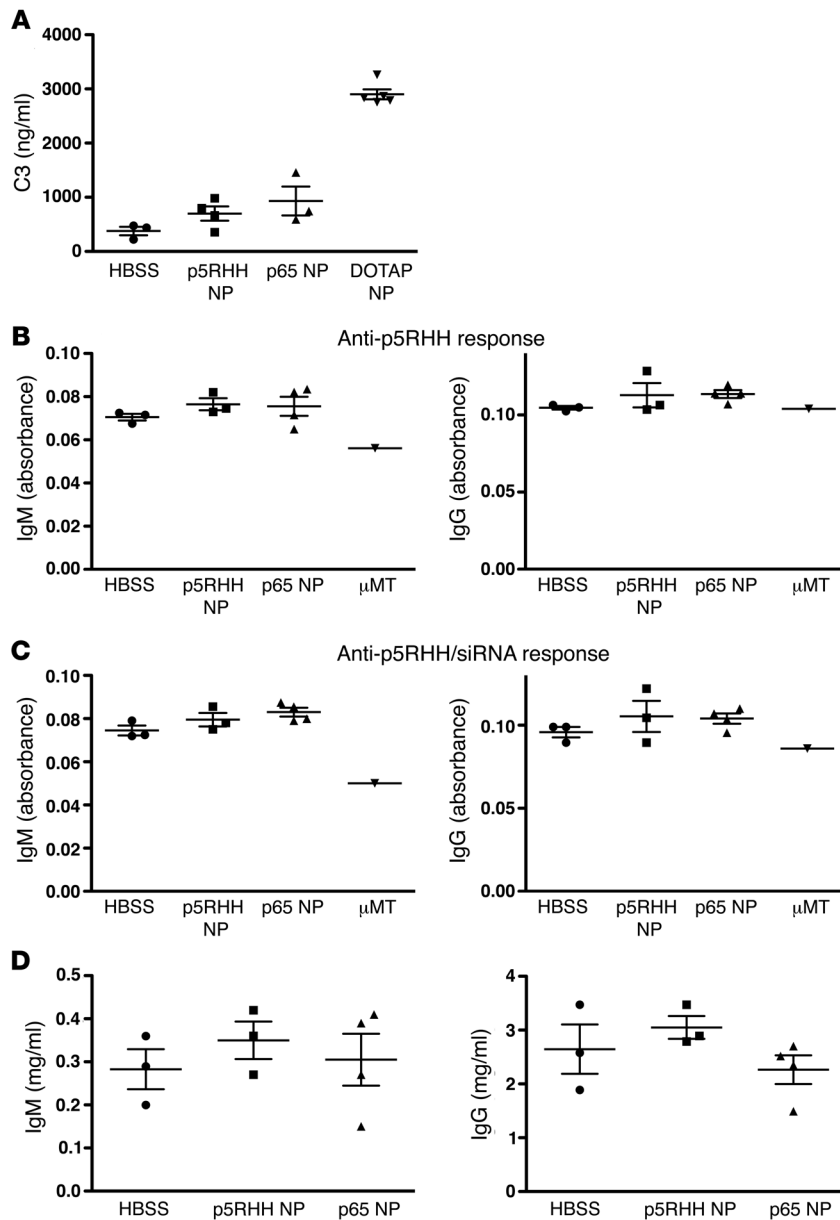 A
4000
3000
2000
1000
0
C3 (ng/ml)
HBSS
p5RHH
NP
p65 NP
DOTAP
NP
B
Anti-p5RHH response
0.10
0.08
0.06
0.04
0.02
0.00
IgM (absorbance)
HBSS
p5RHH
NP
p65 NP
μMT
0.10
0.05
0.00
IgG (absorbance)
HBSS
p5RHH
NP
p65 NP
μMT
C
Anti-p5RHH/siRNA response
0.10
0.08
0.06
0.04
0.02
0.00
IgM (absorbance)
HBSS
p5RHH
NP
p65 NP
μMT
0.10
0.05
0.00
IgG (absorbance)
HBSS
p5RHH
NP
p65 NP
μMT
D
0.5
0.4
0.3
0.2
0.1
0.0
IgM (mg/ml)
HBSS
p5RHH NP
p65 NP
4
3
2
1
0
IgG (mg/ml)
HBSS
p5RHH NP
p65 NP